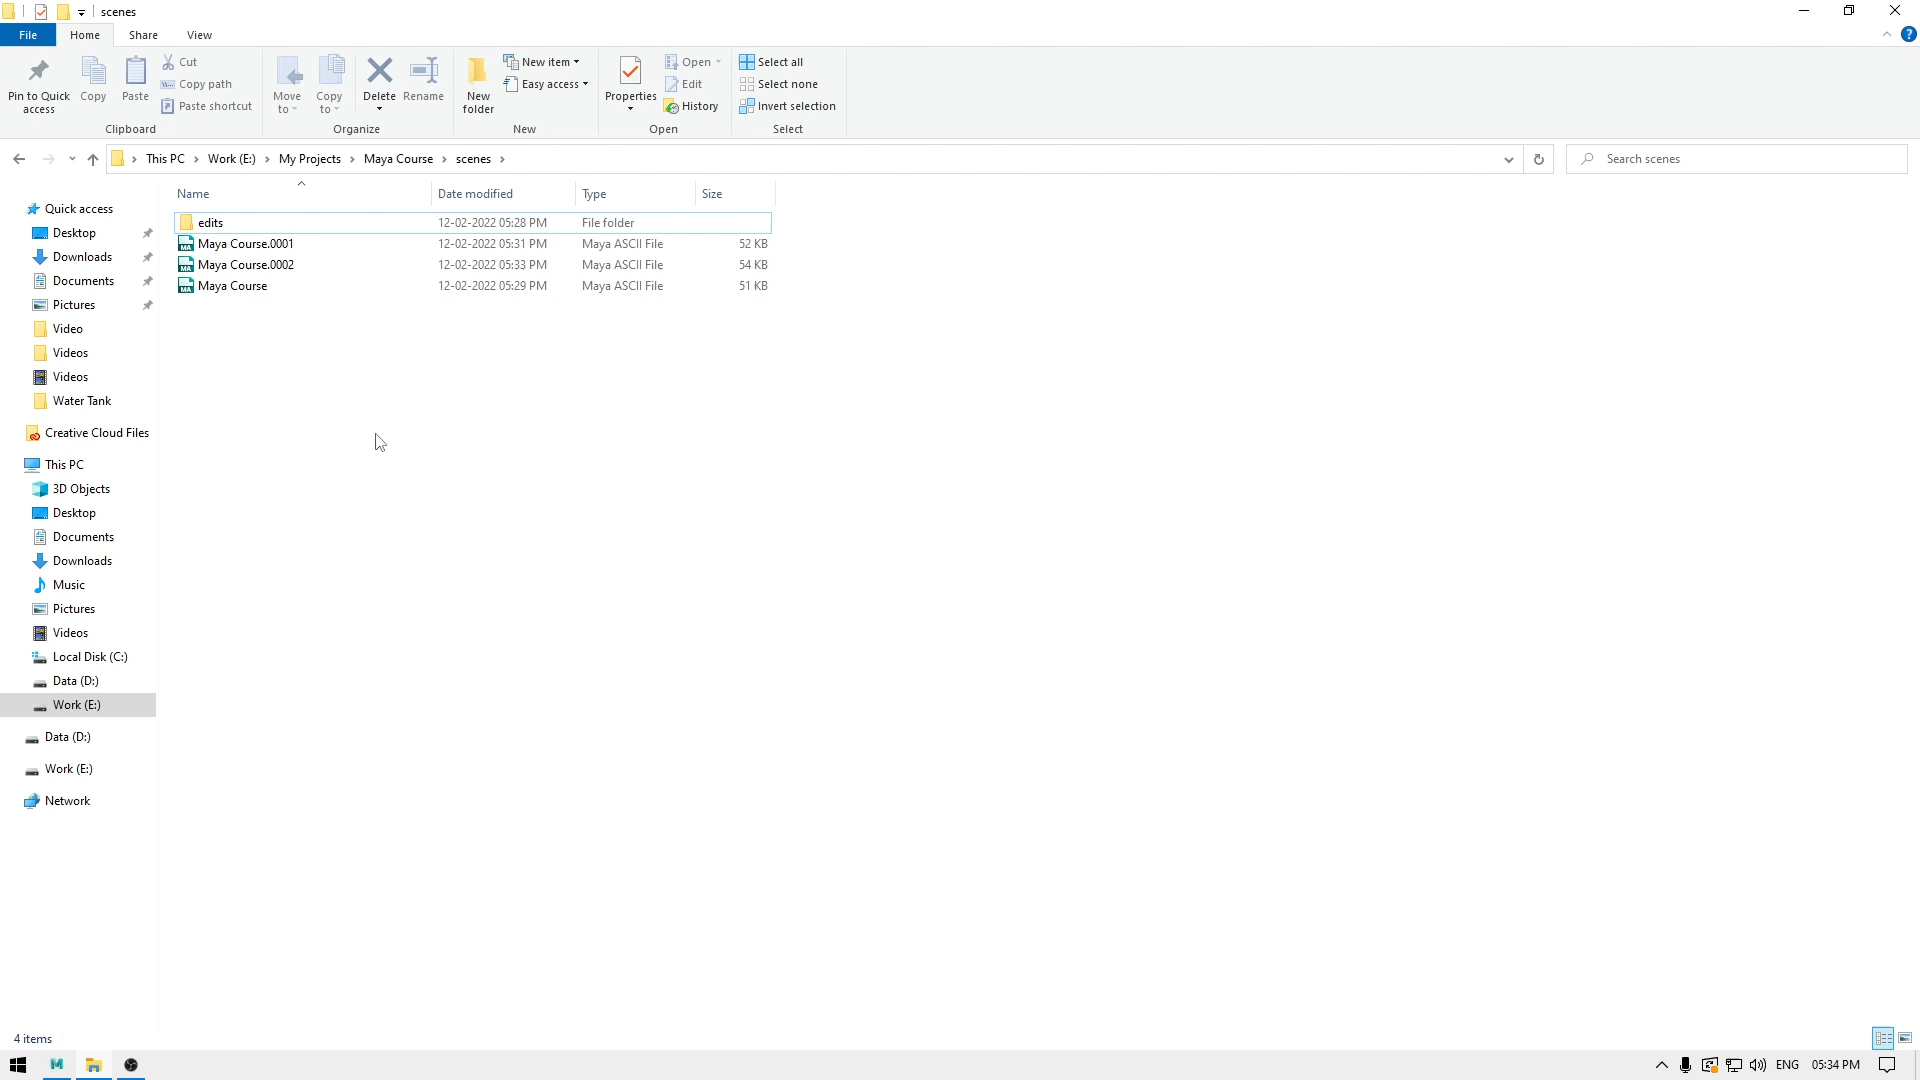 scenes
File Home Share View
Pin to Quick access
Copy
Paste
Cut
Copy path
Paste shortcut
Clipboard
Move to
Copy to
Delete
Rename
Organize
New folder
New item
Easy access
New
Properties
Open
Edit
History
Open
Select all
Select none
Invert selection
Select
This PC Work (E:) My Projects Maya Course scenes
Search scenes
Name Date modified Type Size
edits 12-02-2022 05:28 PM File folder
Maya Course.0001 12-02-2022 05:31 PM Maya ASCII File 52 KB
Maya Course.0002 12-02-2022 05:33 PM Maya ASCII File 54 KB
Maya Course 12-02-2022 05:29 PM Maya ASCII File 51 KB
Quick access
Desktop
Downloads
Documents
Pictures
Video
Videos
Videos
Water Tank
Creative Cloud Files
This PC
3D Objects
Desktop
Documents
Downloads
Music
Pictures
Videos
Local Disk (C:)
Data (D:)
Work (E:)
Data (D:)
Work (E:)
Network
4 items
ENG 05:34 PM